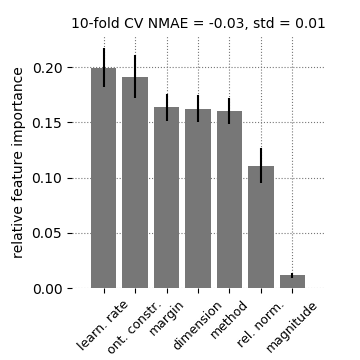 10-fold CV NMAE = -0.03, std = 0.01
relative feature importance
0.20
0.15
0.10
0.05
0.00
learn. rate
ont. constr.
margin
dimension
method
rel. norm.
magnitude